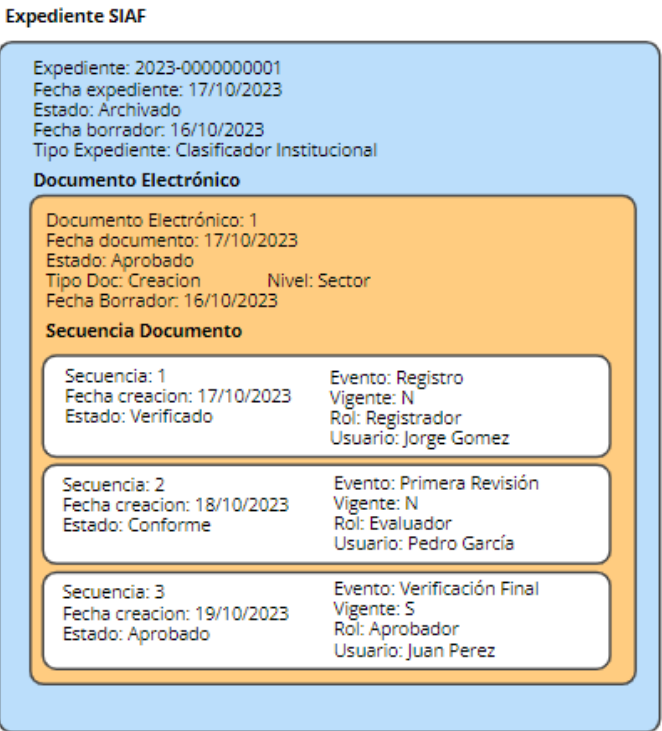 Expediente SIAF
Expediente: 2023-0000000001
Fecha expediente: 17/10/2023
Estado: Archivado
Fecha borrador: 16/10/2023
Tipo Expediente: Clasificador Institucional
Documento Electrónico
Documento Electrónico: 1
Fecha documento: 17/10/2023
Estado: Aprobado
Tipo Doc: Creacion Nivel: Sector
Fecha Borrador: 16/10/2023
Secuencia Documento
Secuencia: 1
Fecha creacion: 17/10/2023
Estado: Verificado
Evento: Registro
Vigente: N
Rol: Registrador
Usuario: Jorge Gomez
Secuencia: 2
Fecha creacion: 18/10/2023
Estado: Conforme
Evento: Primera Revisión
Vigente: N
Rol: Evaluador
Usuario: Pedro García
Secuencia: 3
Fecha creacion: 19/10/2023
Estado: Aprobado
Evento: Verificación Final
Vigente: S
Rol: Aprobador
Usuario: Juan Perez